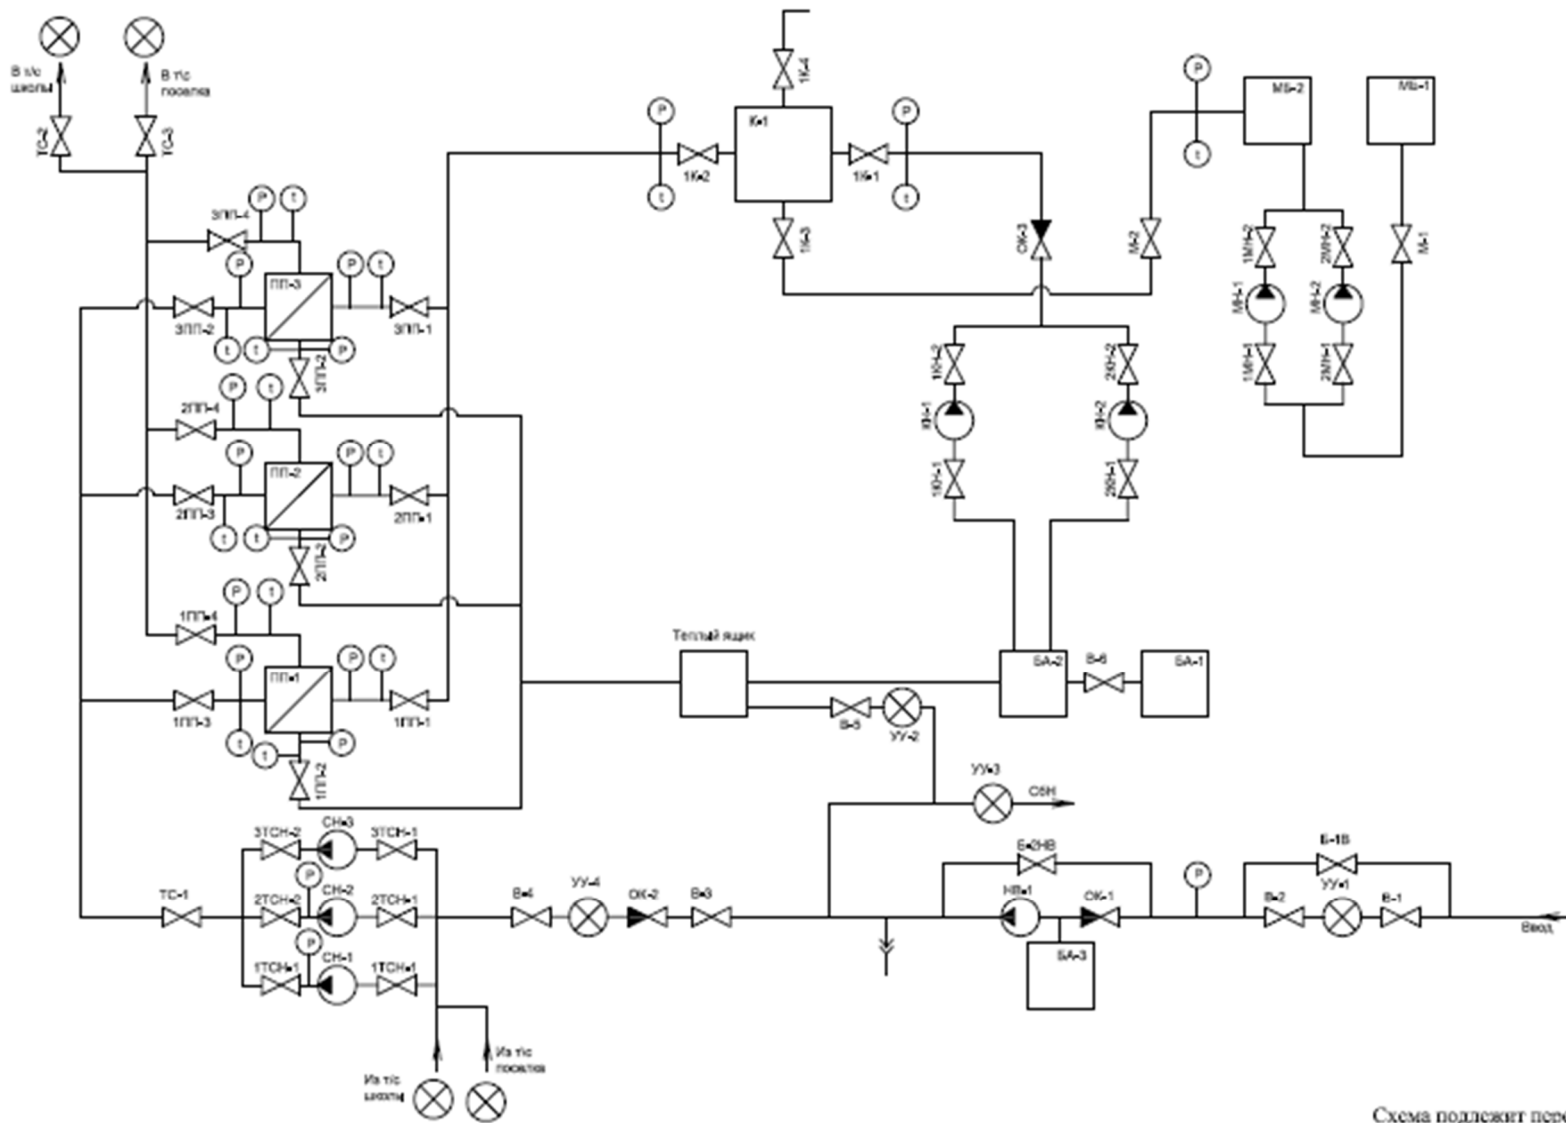 В т/с
школы
В т/с
поселка
ТС-2
ТС-3
1К-4
К-1
1К-2
1К-1
1К-3
P
t
P
t
P
t
МБ-2
МБ-1
ОК-3
М-2
1МН-2
2МН-2
М-1
МН-1
МН-2
1МН-1
2МН-1
3ПП-4
P
t
P
ПП-3
P
t
3ПП-2
3ПП-1
t
t
P
3ПП-2
1КН-2
2КН-2
КН-1
КН-2
1КН-1
2КН-1
P
t
2ПП-4
P
ПП-2
P
t
2ПП-3
2ПП-1
t
t
P
2ПП-2
P
t
1ПП-4
P
ПП-1
P
t
1ПП-3
1ПП-1
t
t
P
1ПП-2
Теплый ящик
БА-2
В-6
БА-1
В-5
УУ-2
УУ-3
СбН
3ТСН-2
СН-3
3ТСН-1
P
ТС-1
2ТСН-2
СН-2
2ТСН-1
P
1ТСН-1
СН-1
1ТСН-1
В-4
УУ-4
ОК-2
В-3
Б-2НВ
НВ-1
ОК-1
БА-3
P
Б-1В
В-2
УУ-1
В-1
Ввод
Из т/с
школы
Из т/с
поселка
Схема подлежит пере